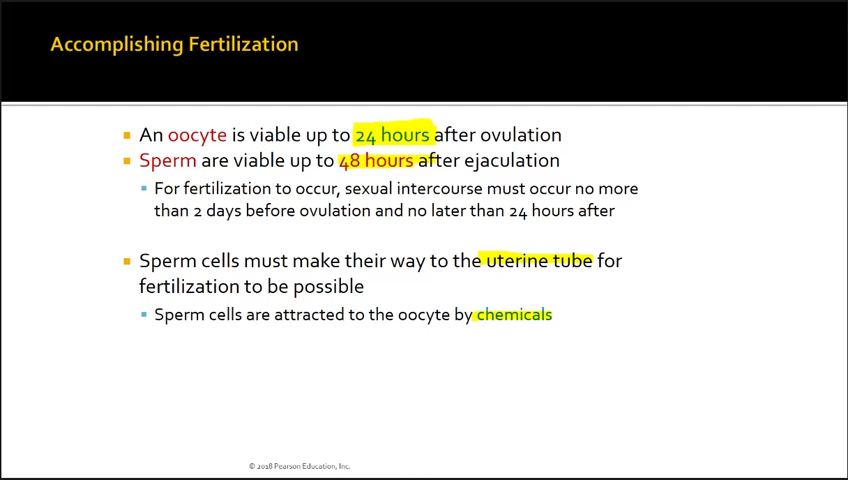 Accomplishing Fertilization
▪ An oocyte is viable up to 24 hours after ovulation
▪ Sperm are viable up to 48 hours after ejaculation
▪ For fertilization to occur, sexual intercourse must occur no more
than 2 days before ovulation and no later than 24 hours after
▪ Sperm cells must make their way to the uterine tube for
fertilization to be possible
▪ Sperm cells are attracted to the oocyte by chemicals
© 2018 Pearson Education, Inc.